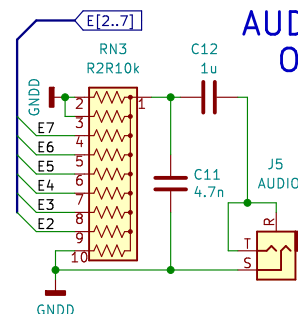 E[2..7]
AUD
O
RN3
R2R10k
C12
1u
GNDD
1
2
3
E7
4
E6
5
E5
6
E4
7
E3
8
E2
9
10
C11
4.7n
J5
AUDIO
R
T
S
GNDD